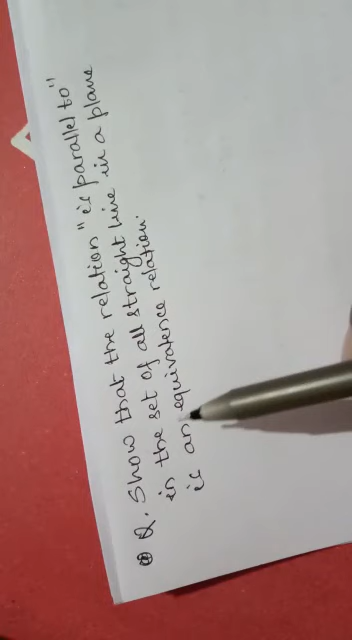 Q. Show that the relation "is parallel to"
in the set of all straight line in a plane
is an equivalence relation.